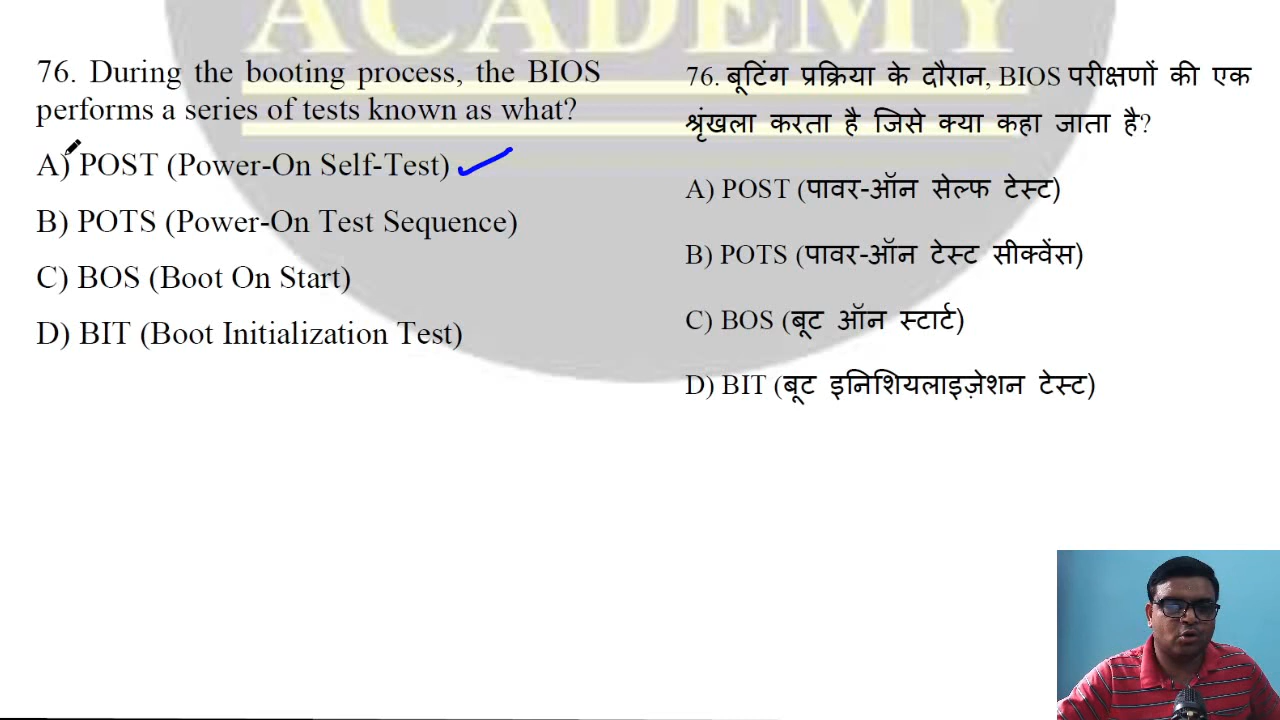 ACADEMY
76. During the booting process, the BIOS
performs a series of tests known as what?
A) POST (Power-On Self-Test)
B) POTS (Power-On Test Sequence)
C) BOS (Boot On Start)
D) BIT (Boot Initialization Test)
76. बूटिंग प्रक्रिया के दौरान, BIOS परीक्षणों की एक
श्रृंखला करता है जिसे क्या कहा जाता है?
A) POST (पावर-ऑन सेल्फ टेस्ट)
B) POTS (पावर-ऑन टेस्ट सीक्वेंस)
C) BOS (बूट ऑन स्टार्ट)
D) BIT (बूट इनिशियलाइज़ेशन टेस्ट)